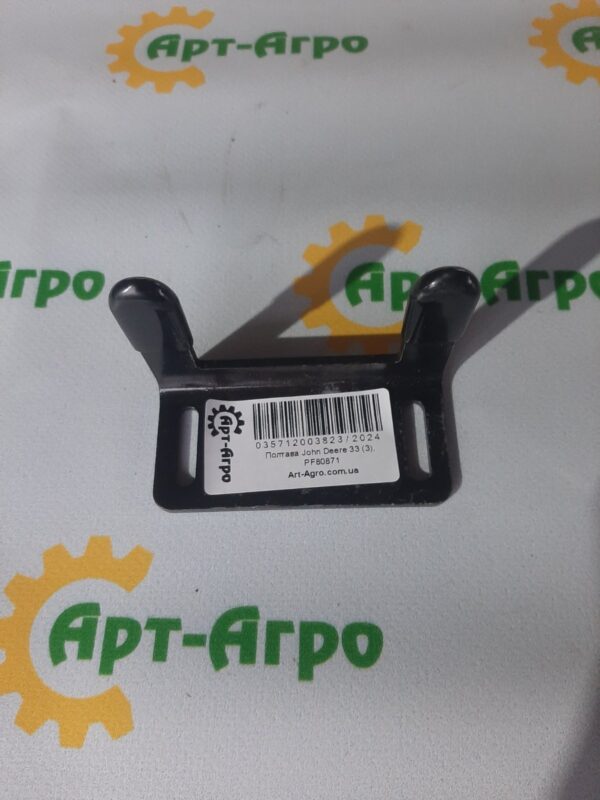 Арт-Агро
Агро
Арт-Агро
Арт-Агро
035712003823/2024
Полтава John Deere 33 (3),
PF80871
Art-Agro.com.ua
Арт-Агро